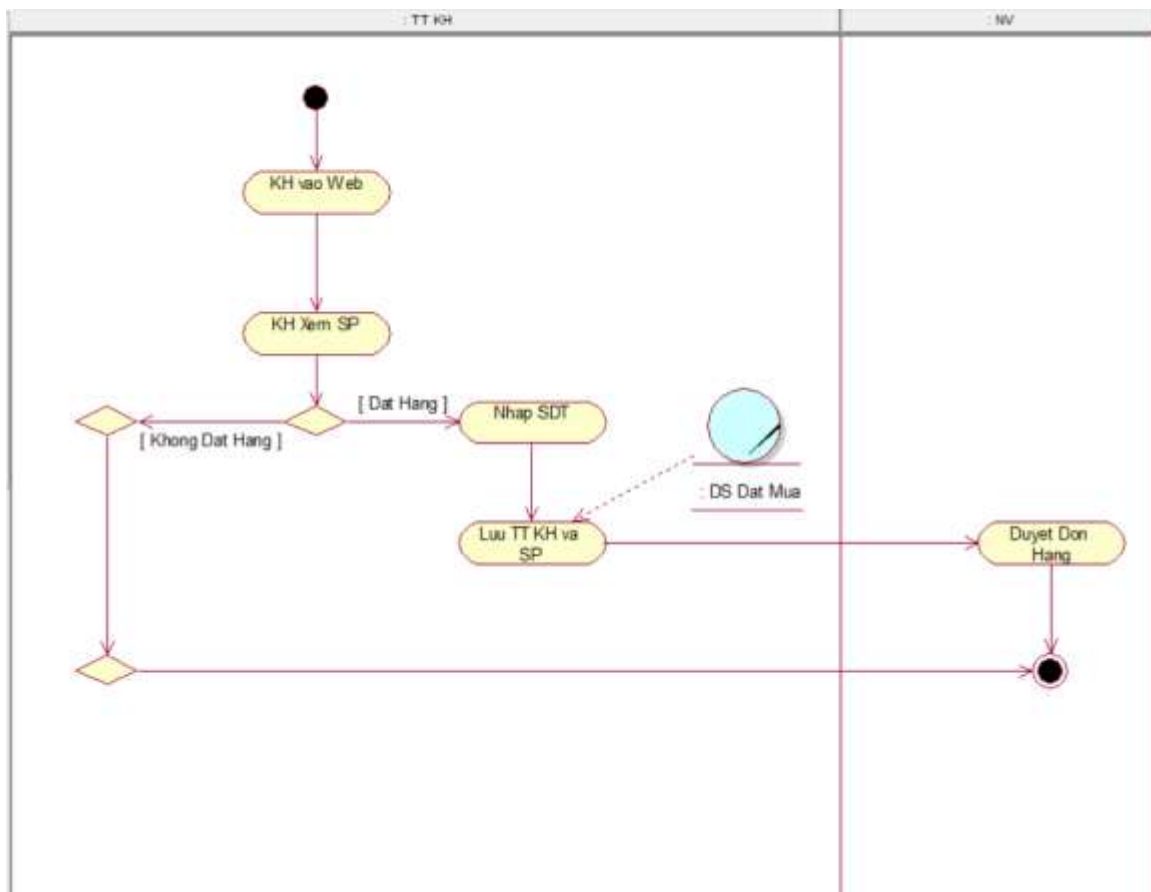 : TT KH
: NV
KH vao Web
KH Xem SP
[ Dat Hang ]
[ Khong Dat Hang ]
Nhap SDT
: DS Dat Mua
Luu TT KH va
SP
Duyet Don
Hang